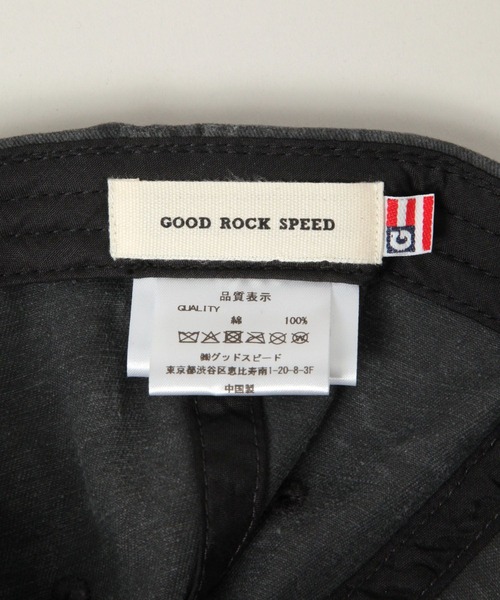 GOOD ROCK SPEED
G
品質表示
QUALITY
綿 100%
㈱グッドスピード
東京都渋谷区恵比寿南1-20-8-3F
中国製